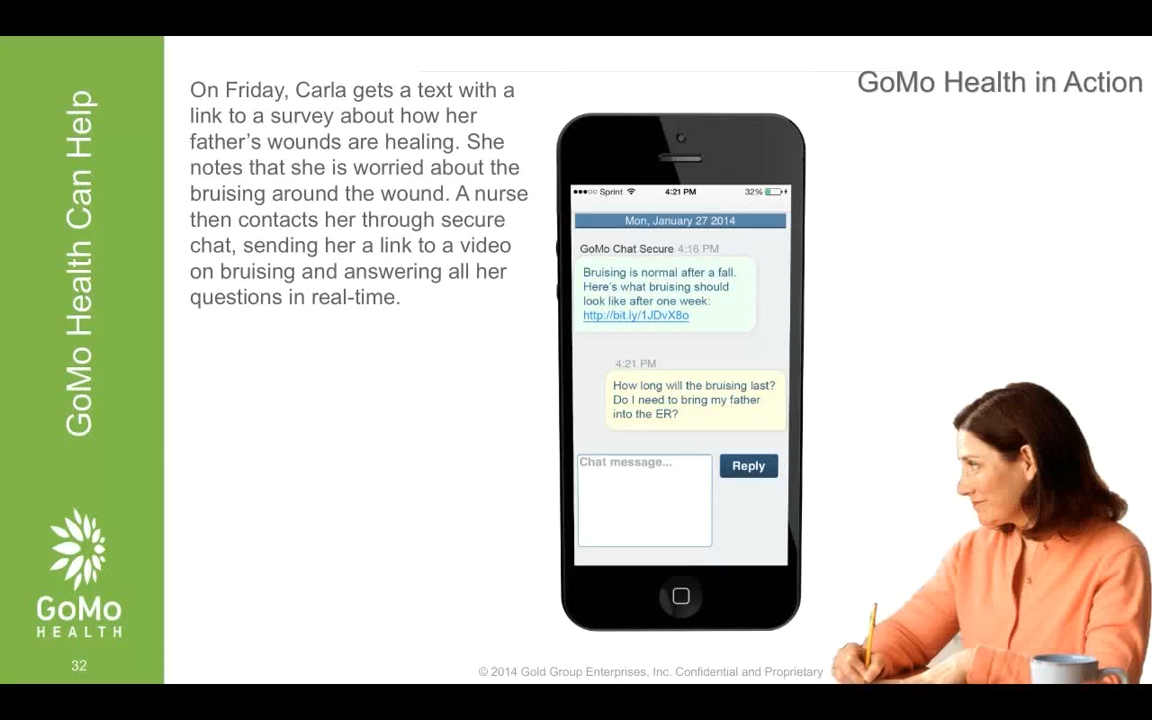 GoMo Health in Action
GoMo Health Can Help
On Friday, Carla gets a text with a
link to a survey about how her
father’s wounds are healing. She
notes that she is worried about the
bruising around the wound. A nurse
then contacts her through secure
chat, sending her a link to a video
on bruising and answering all her
questions in real-time.
Sprint 4:21 PM 32%
Mon, January 27 2014
GoMo Chat Secure 4:16 PM
Bruising is normal after a fall.
Here’s what bruising should
look like after one week:
http://bit.ly/1JDvX8o
4:21 PM
How long will the bruising last?
Do I need to bring my father
into the ER?
Chat message...
Reply
GoMo
HEALTH
32
© 2014 Gold Group Enterprises, Inc. Confidential and Proprietary